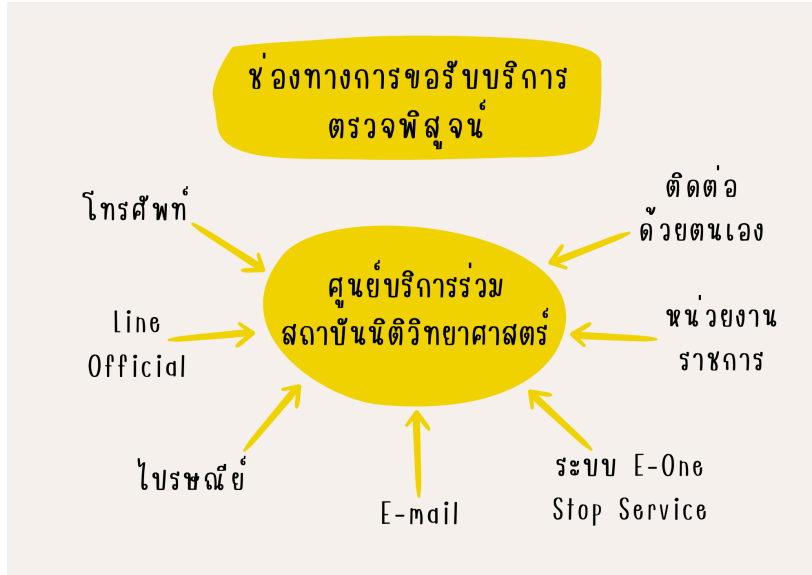 ช่องทางการขอรับบริการ
ตรวจพิสูจน์
โทรศัพท์
ติดต่อ
ด้วยตนเอง
ศูนย์บริการร่วม
สถาบันนิติวิทยาศาสตร์
Line
Official
หน่วยงาน
ราชการ
ไปรษณีย์
E-mail
ระบบ E-One
Stop Service